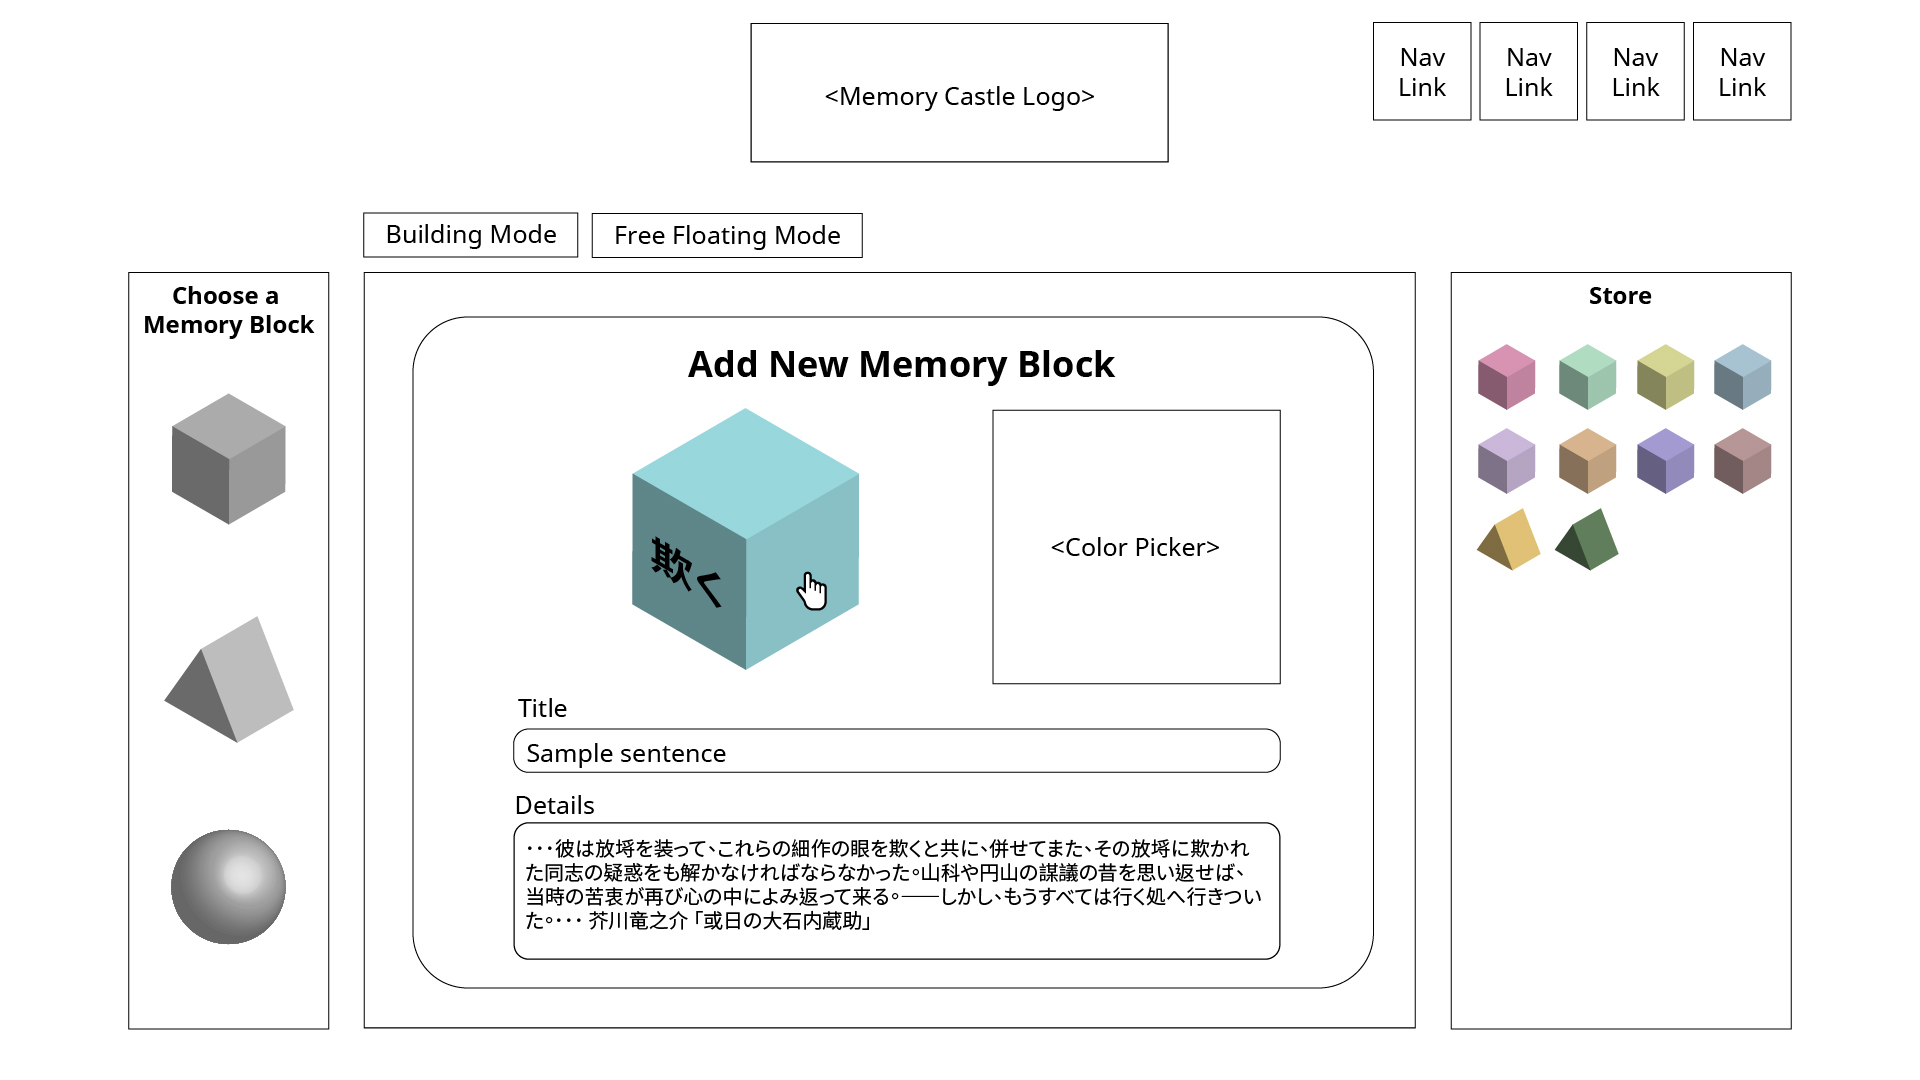 <Memory Castle Logo>
Nav
Link
Nav
Link
Nav
Link
Nav
Link
Building Mode
Free Floating Mode
Choose a
Memory Block
Add New Memory Block
欺く
<Color Picker>
Title
Sample sentence
Details
・・・彼は放埓を装って、これらの細作の眼を欺くと共に、併せてまた、その放埓に欺かれ
た同志の疑惑をも解かなければならなかった。山科や円山の謀議の昔を思い返せば、
当時の苦衷が再び心の中によみ返って来る。――しかし、もうすべては行く処へ行きつい
た。・・・ 芥川竜之介 「或日の大石内蔵助」
Store